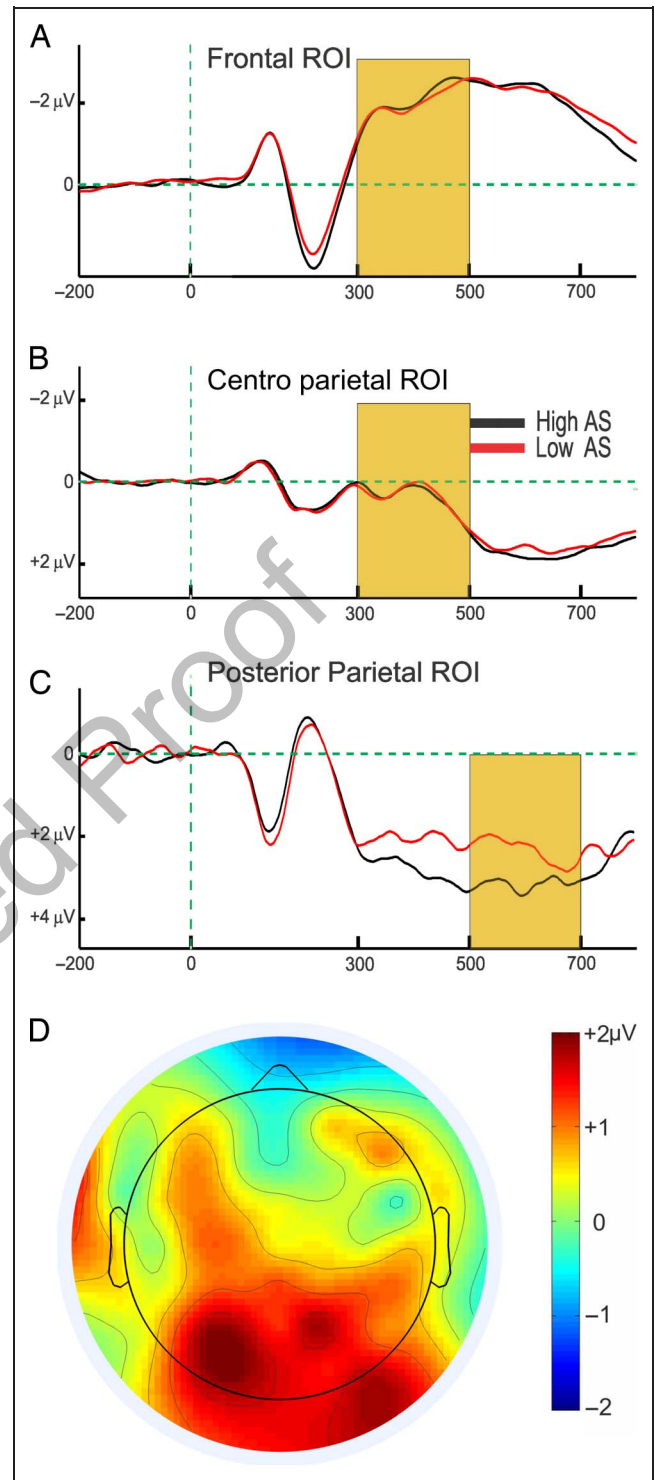 A
Frontal ROI
−2 µV
0
−200 0 300 500 700
B
Centro parietal ROI
−2 µV
0
+2 µV
High AS
Low AS
−200 0 300 500 700
C
Posterior Parietal ROI
0
+2 µV
+4 µV
−200 0 300 500 700
D
+2µV
+1
0
−1
−2
ed Proof